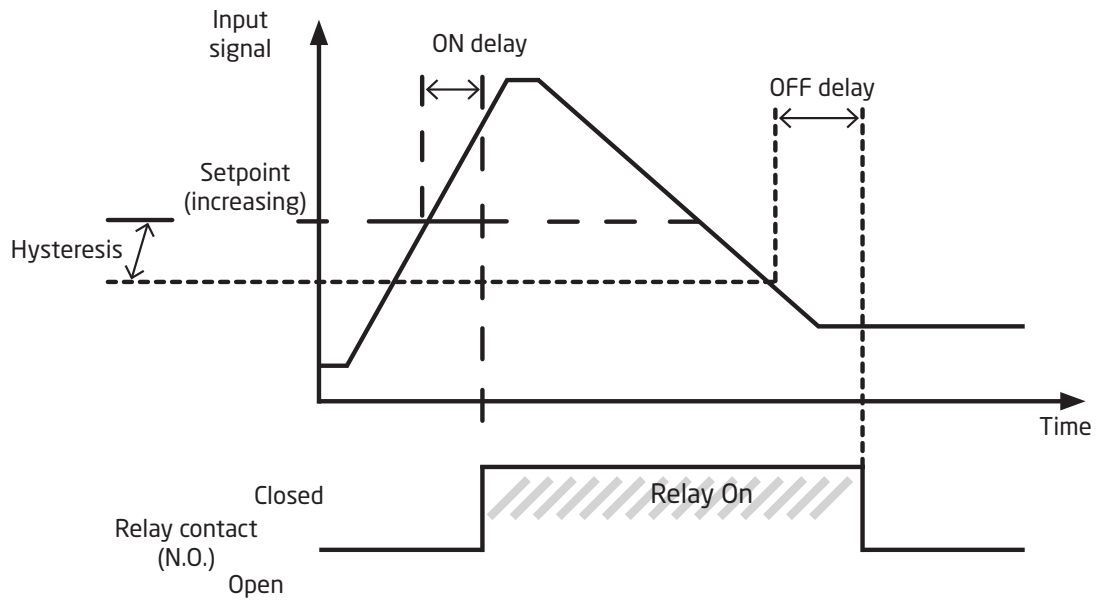 Input
signal
ON delay
OFF delay
Setpoint
(increasing)
Hysteresis
Time
Closed
Relay On
Relay contact
(N.O.)
Open